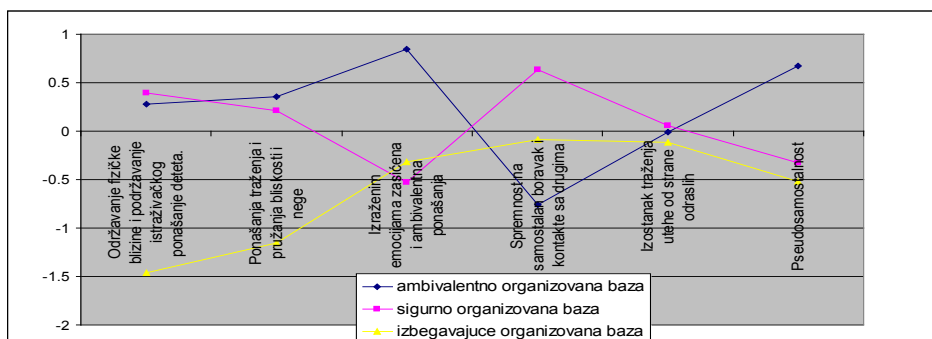 1
0.5
0
-0.5
-1
-1.5
-2
Održavanje fizičke
blizine i podržavanje
istraživačkog
ponašanje deteta.
Ponašanja traženja i
pružanja bliskosti i
nege
Izraženim
emocijama zasićena
i ambivalentna
ponašanja
Spremnost na
samostalan boravak i
kontakte sa drugima
Izostanak traženja
utehe od strane
odraslih
Pseudosamostalnost
ambivalentno organizovana baza
sigurno organizovana baza
izbegavajuce organizovana baza